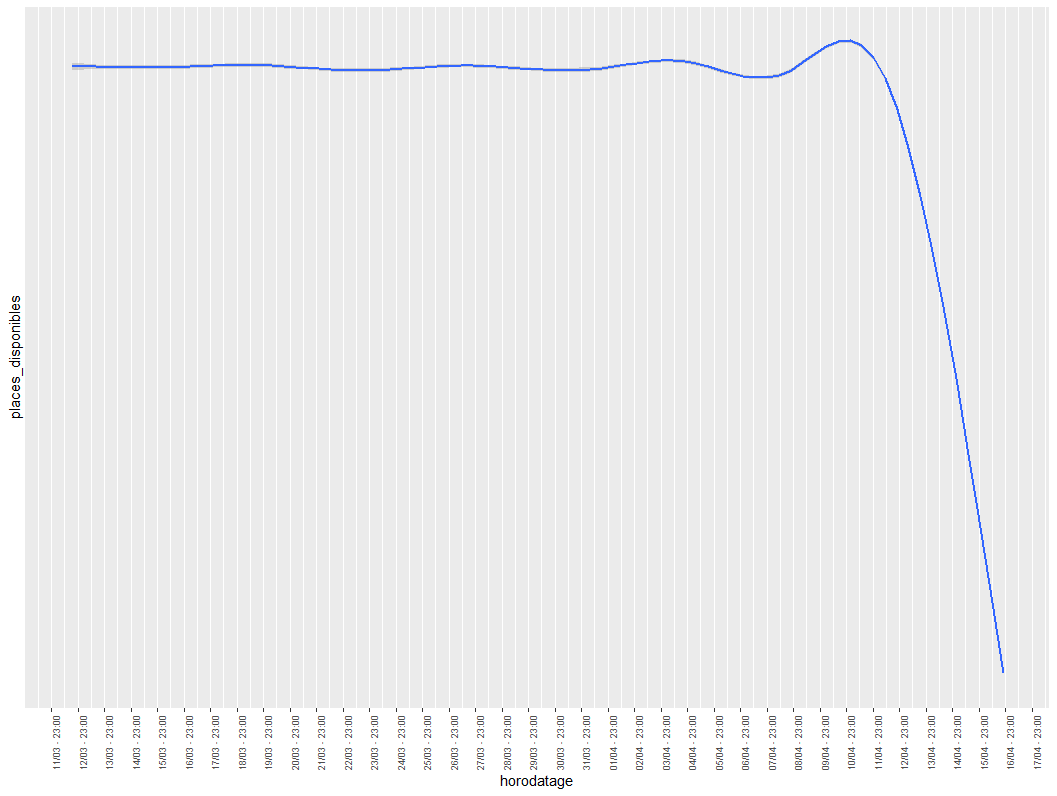 places_disponibles
11/03 - 23:00
12/03 - 23:00
13/03 - 23:00
14/03 - 23:00
15/03 - 23:00
16/03 - 23:00
17/03 - 23:00
18/03 - 23:00
19/03 - 23:00
20/03 - 23:00
21/03 - 23:00
22/03 - 23:00
23/03 - 23:00
24/03 - 23:00
25/03 - 23:00
26/03 - 23:00
27/03 - 23:00
28/03 - 23:00
29/03 - 23:00
30/03 - 23:00
31/03 - 23:00
01/04 - 23:00
02/04 - 23:00
03/04 - 23:00
04/04 - 23:00
05/04 - 23:00
06/04 - 23:00
07/04 - 23:00
08/04 - 23:00
09/04 - 23:00
10/04 - 23:00
11/04 - 23:00
12/04 - 23:00
13/04 - 23:00
14/04 - 23:00
15/04 - 23:00
16/04 - 23:00
17/04 - 23:00
horodatage